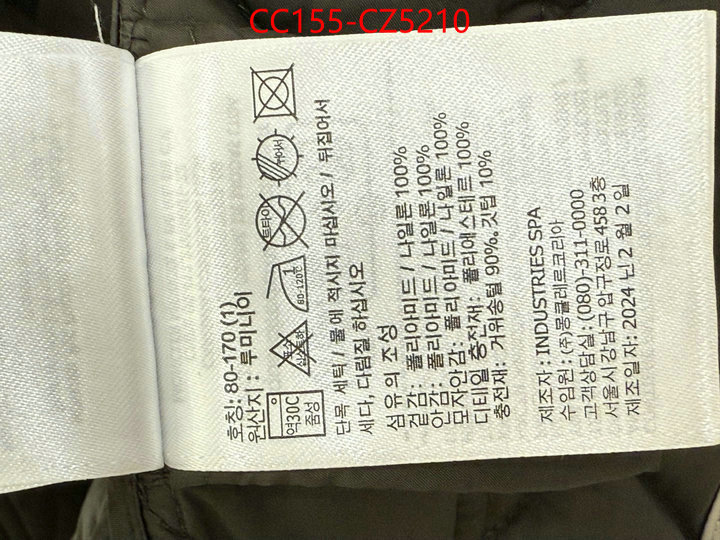 CC155-CZ5210
호칭: 80-170 (1)
원산지 : 루미니아
약30C
중성
80-120℃
단목 세탁 / 물에 적시지 마십시오 / 뒤집어서
세다, 다림질 하십시오
섬유의 조성
겉감: 폴리아미드 / 나일론 100%
안감: 폴리아미드 / 나일론 100%
모자안감: 폴리 아미드 / 나일론 100%
디테일 충전재: 폴리에스테르 100%
충전재: 거위솜털 90%. 깃털 10%
제조자 : INDUSTRIES SPA
수임원 : (주)몽클레르코리아
고객상담실: (080)-311-0000
서울시강남구 압구정로 458 3층
제조일자: 2024 년 2 월 2 일